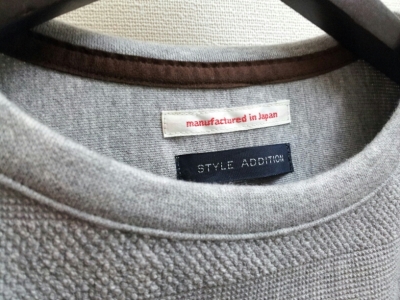 manufactured in Japan
STYLE ADDITION